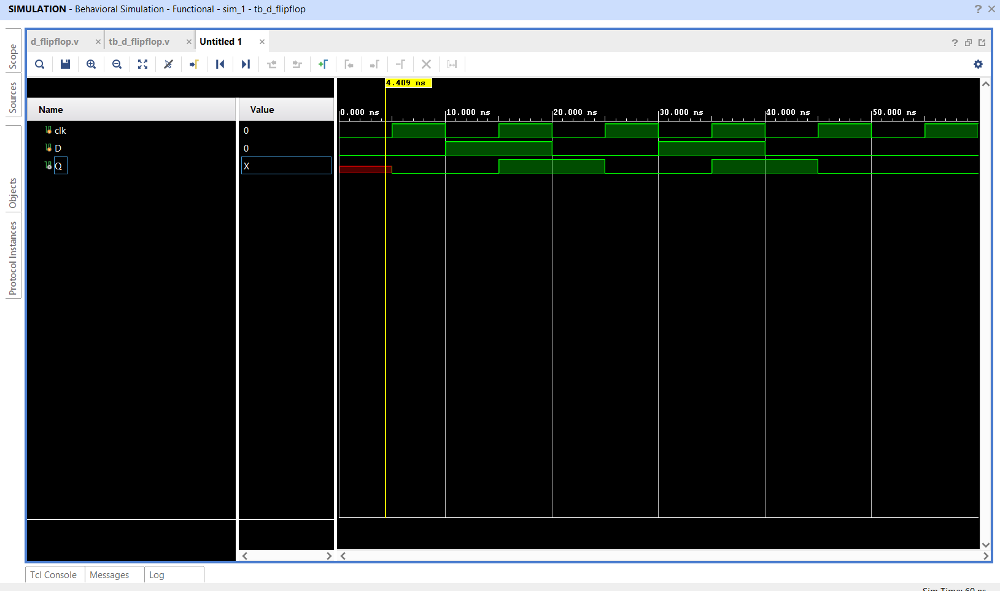 SIMULATION - Behavioral Simulation - Functional - sim_1 - tb_d_flipflop
d_flipflop.v
tb_d_flipflop.v
Untitled 1
Scope
Sources
Objects
Protocol Instances
4.409 ns
Name
Value
0.000 ns
10.000 ns
20.000 ns
30.000 ns
40.000 ns
50.000 ns
clk
0
D
0
Q
X
Tcl Console
Messages
Log
Sim Time: 60 ns